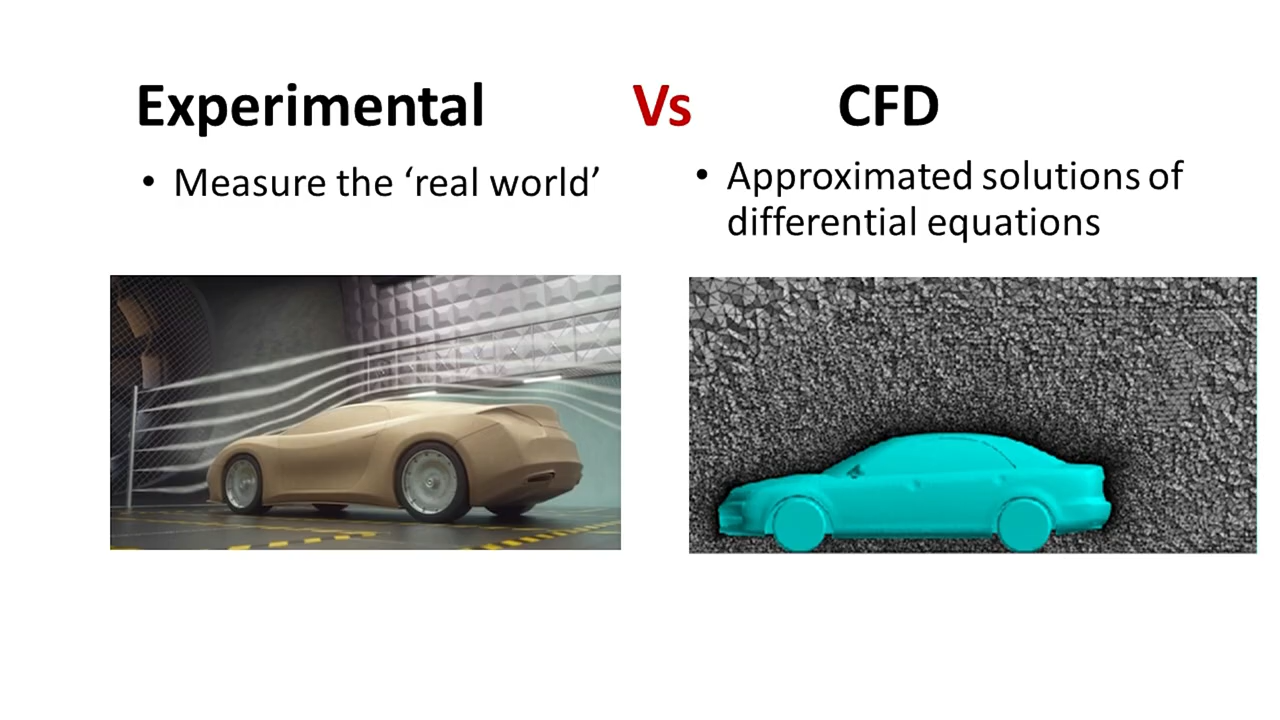 Experimental Vs CFD
• Measure the ‘real world’
• Approximated solutions of
differential equations